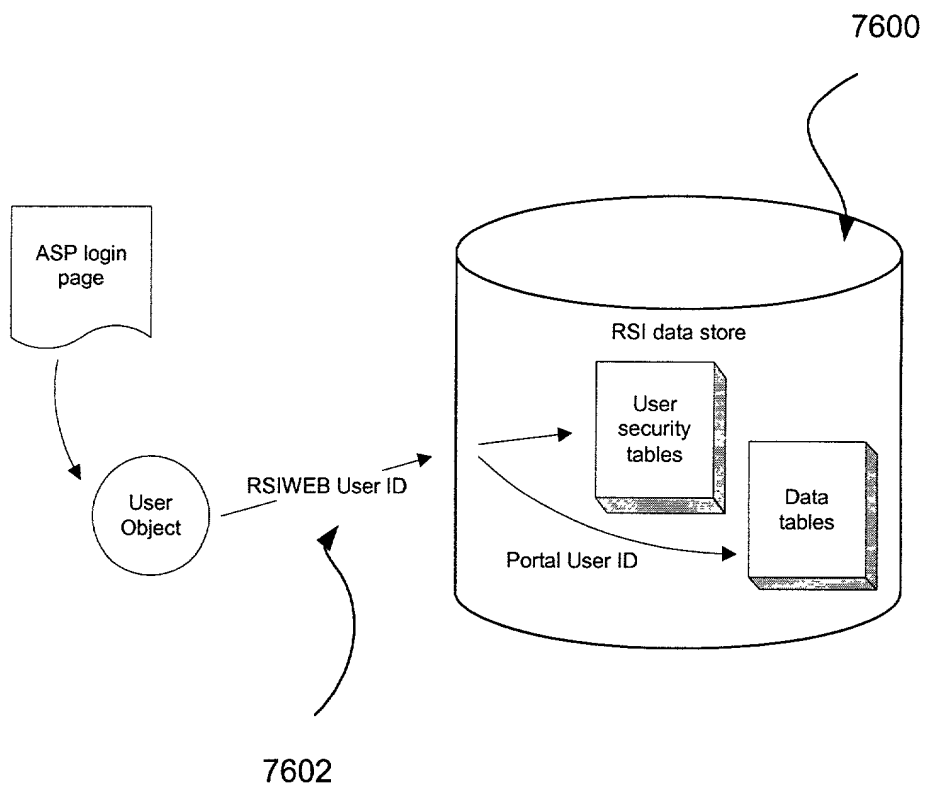 7600
ASP login
page
RSI data store
User
security
tables
RSIWEB User ID
User
Object
Data
tables
Portal User ID
7602